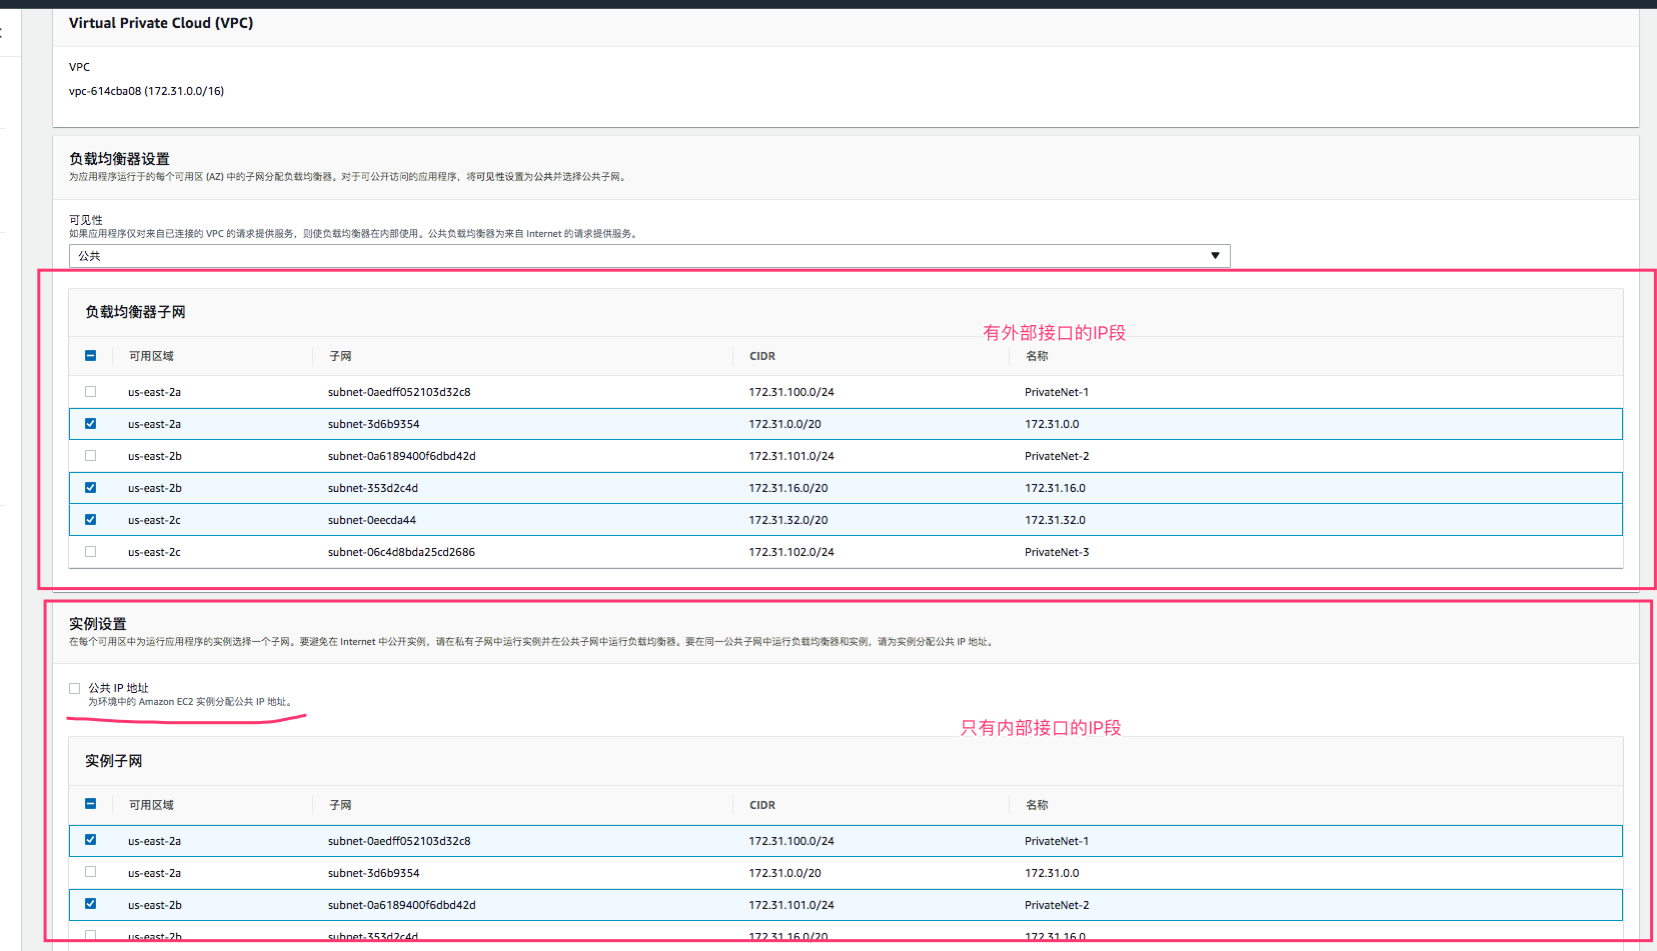 Virtual Private Cloud (VPC)
VPC
vpc-614cba08 (172.31.0.0/16)
负载均衡器设置
为应用程序运行于的每个可用区 (AZ) 中的子网分配负载均衡器。对于可公开访问的应用程序，将可见性设置为公共并选择公共子网。
可见性
如果应用程序仅对来自已连接的 VPC 的请求提供服务，则使负载均衡器在内部使用。公共负载均衡器为来自 Internet 的请求提供服务。
公共
负载均衡器子网
有外部接口的IP段
可用区域 子网 CIDR 名称
us-east-2a subnet-0aedff052103d32c8 172.31.100.0/24 PrivateNet-1
us-east-2a subnet-3d6b9354 172.31.0.0/20 172.31.0.0
us-east-2b subnet-0a6189400f6dbd42d 172.31.101.0/24 PrivateNet-2
us-east-2b subnet-353d2c4d 172.31.16.0/20 172.31.16.0
us-east-2c subnet-0eecda44 172.31.32.0/20 172.31.32.0
us-east-2c subnet-06c4d8bda25cd2686 172.31.102.0/24 PrivateNet-3
实例设置
在每个可用区中为运行应用程序的实例选择一个子网。要避免在 Internet 中公开实例，请在私有子网中运行实例并在公共子网中运行负载均衡器。要在同一公共子网中运行负载均衡器和实例，请为实例分配公共 IP 地址。
公共 IP 地址
为环境中的 Amazon EC2 实例分配公共 IP 地址。
只有内部接口的IP段
实例子网
可用区域 子网 CIDR 名称
us-east-2a subnet-0aedff052103d32c8 172.31.100.0/24 PrivateNet-1
us-east-2a subnet-3d6b9354 172.31.0.0/20 172.31.0.0
us-east-2b subnet-0a6189400f6dbd42d 172.31.101.0/24 PrivateNet-2
us-east-2b subnet-353d2c4d 172.31.16.0/20 172.31.16.0